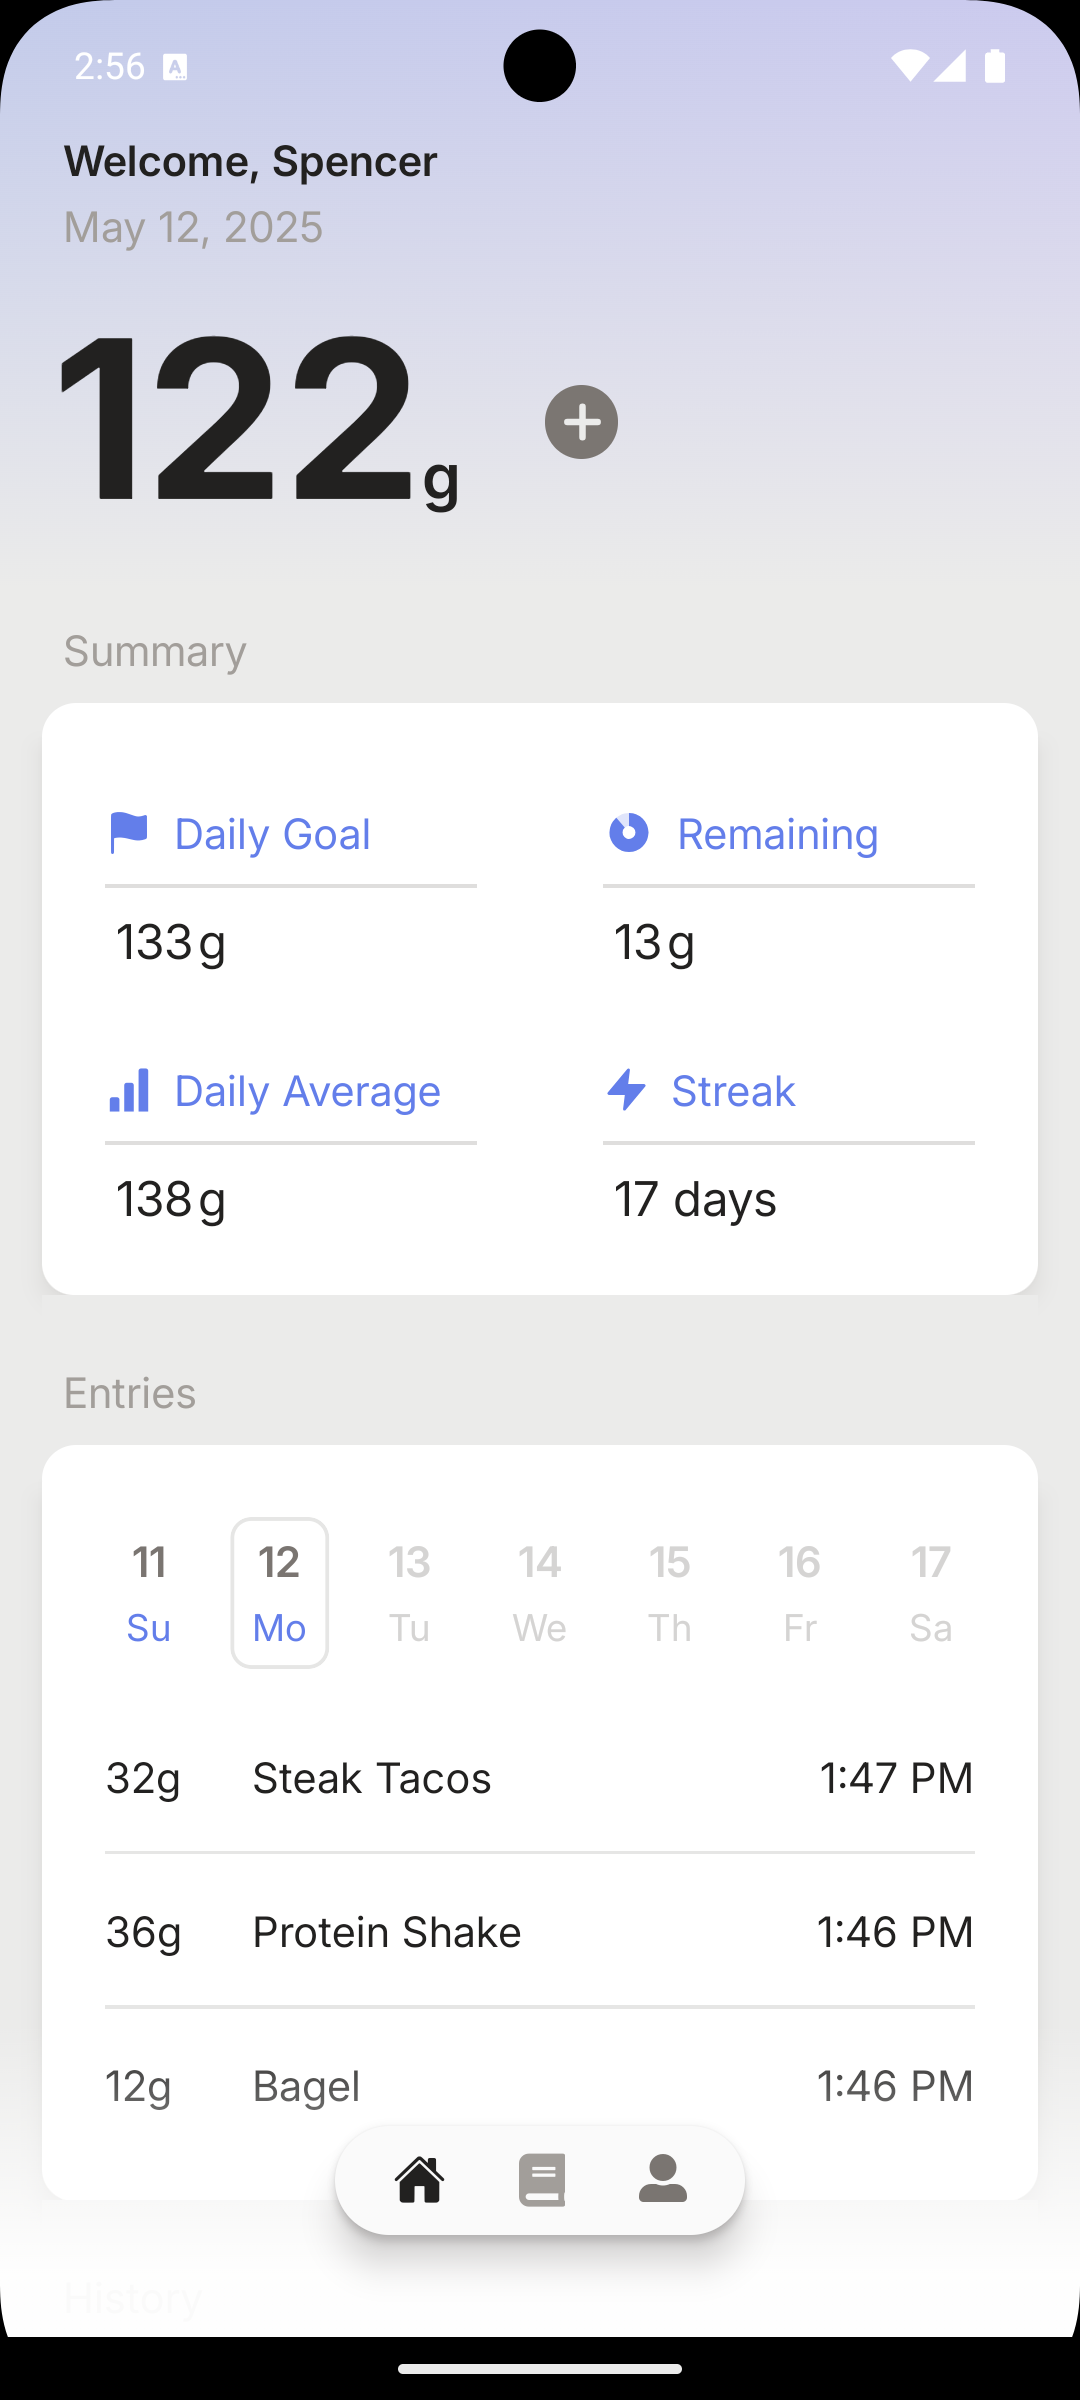 2:56
Welcome, Spencer
May 12, 2025
122 g
Summary
Daily Goal
133 g
Remaining
13 g
Daily Average
138 g
Streak
17 days
Entries
11 12 13 14 15 16 17
Su Mo Tu We Th Fr Sa
32g Steak Tacos 1:47 PM
36g Protein Shake 1:46 PM
12g Bagel 1:46 PM
History